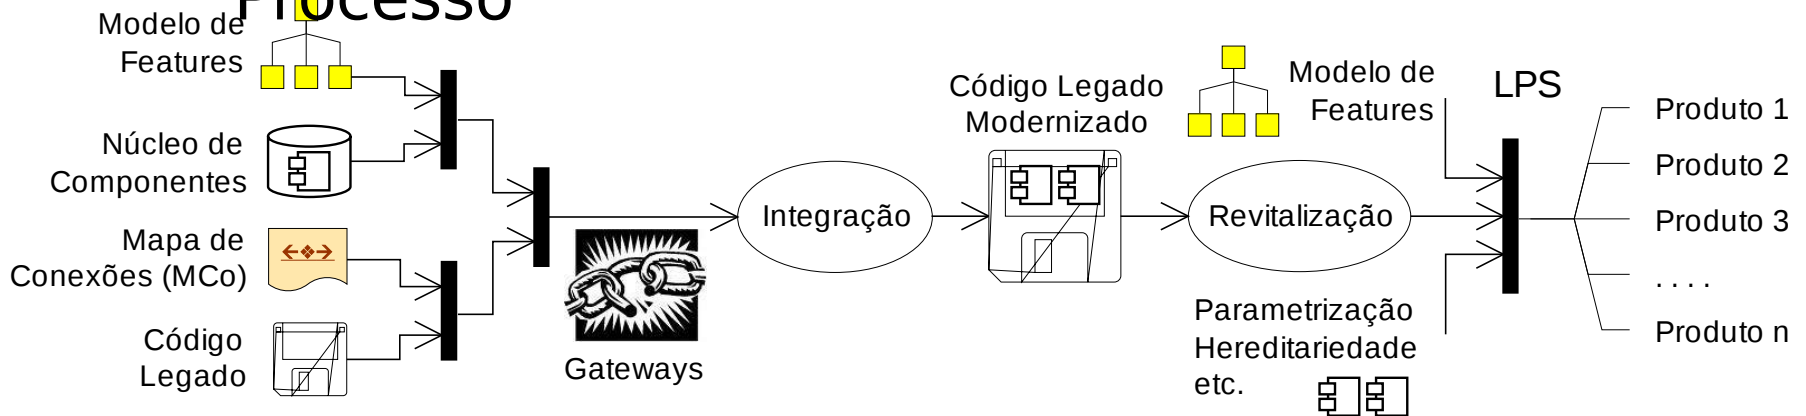 Processo
Modelo de
Features
Núcleo de
Componentes
Mapa de
Conexões (MCo)
Código
Legado
Gateways
Integração
Código Legado
Modernizado
Modelo de
Features
Revitalização
Parametrização
Hereditariedade
etc.
LPS
Produto 1
Produto 2
Produto 3
. . . .
Produto n